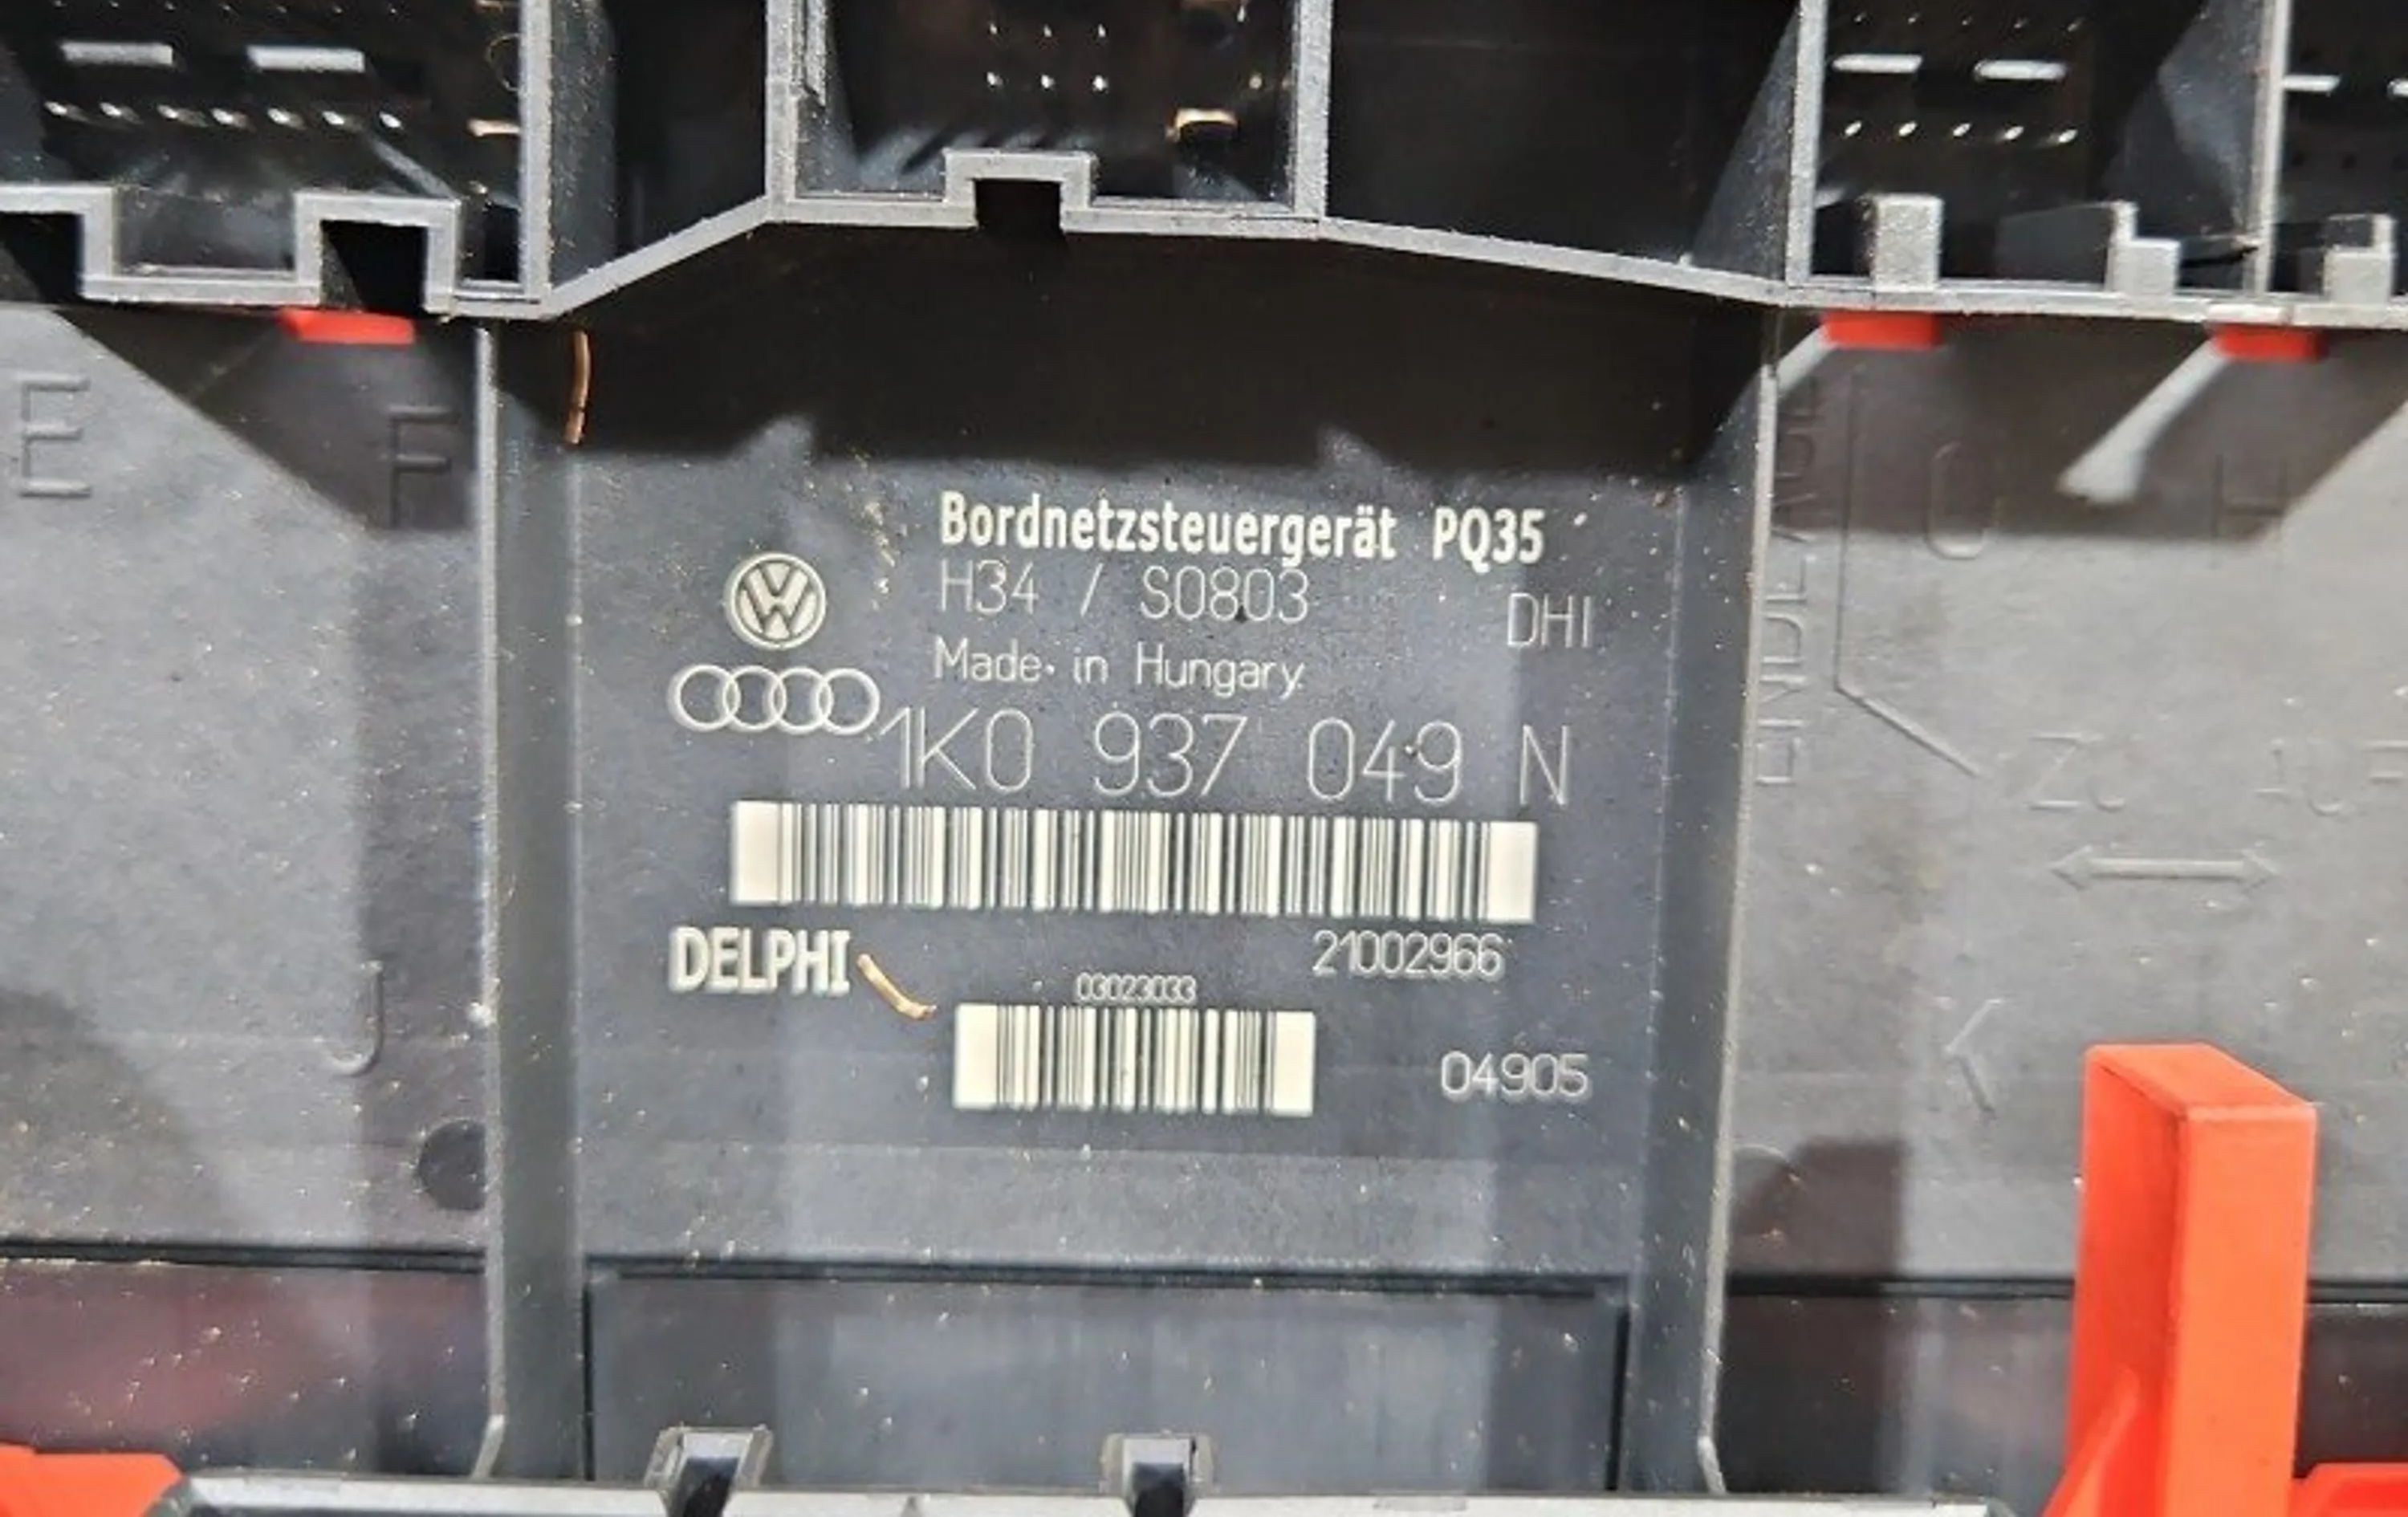 Bordnetzsteuergerät PQ35
H34 / S0803
DHI
Made in Hungary
1K0 937 049 N
DELPHI
21002966
03023033
04905
E
F
J
K
H